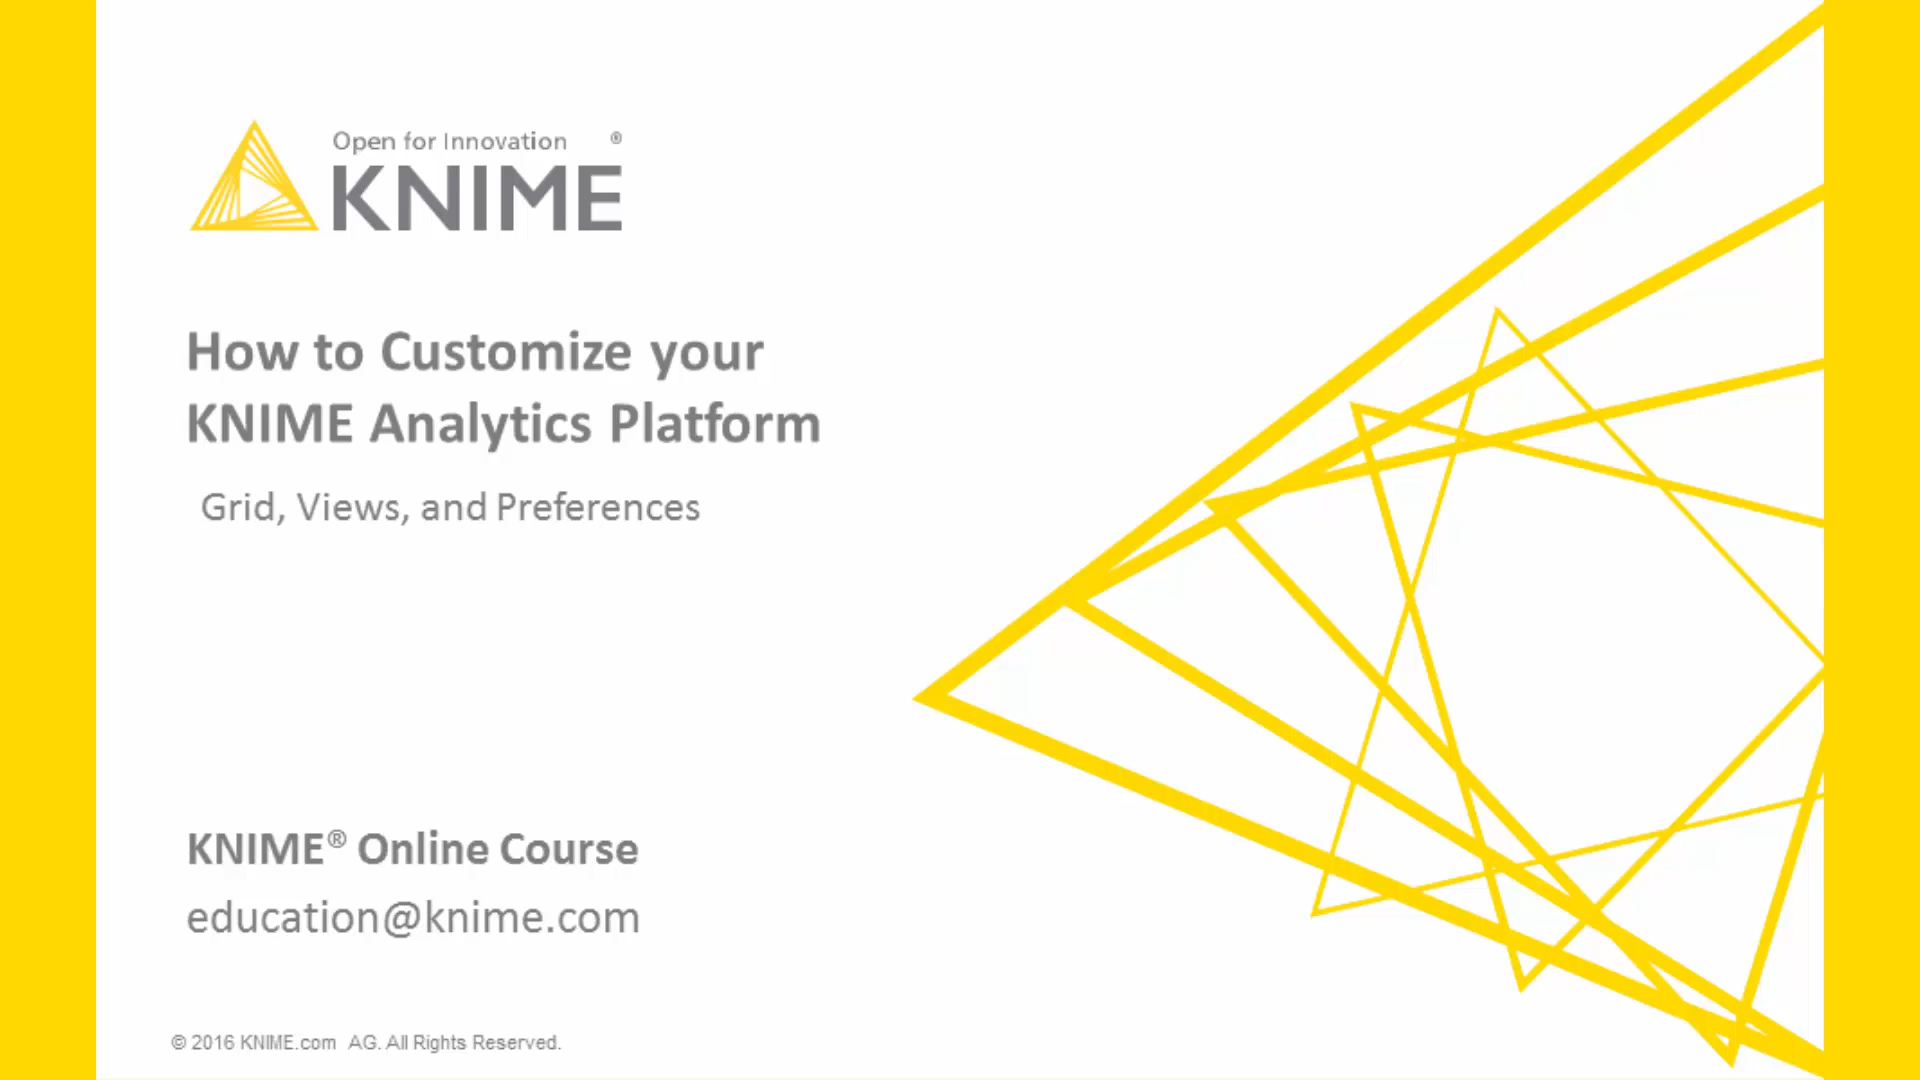 Open for Innovation ®
KNIME
How to Customize your
KNIME Analytics Platform
Grid, Views, and Preferences
KNIME® Online Course
education@knime.com
© 2016 KNIME.com AG. All Rights Reserved.